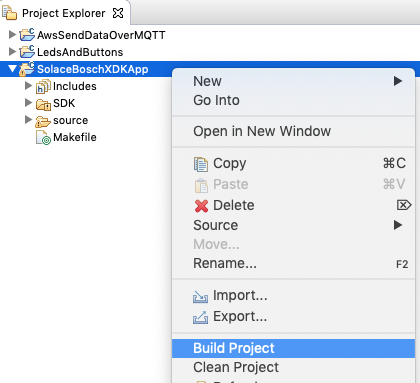 Project Explorer
AwsSendDataOverMQTT
LedsAndButtons
SolaceBoschXDKApp
Includes
SDK
source
Makefile
New
Go Into
Open in New Window
Copy ⌘C
Paste ⌘V
Delete ⌦
Source
Move...
Rename... F2
Import...
Export...
Build Project
Clean Project